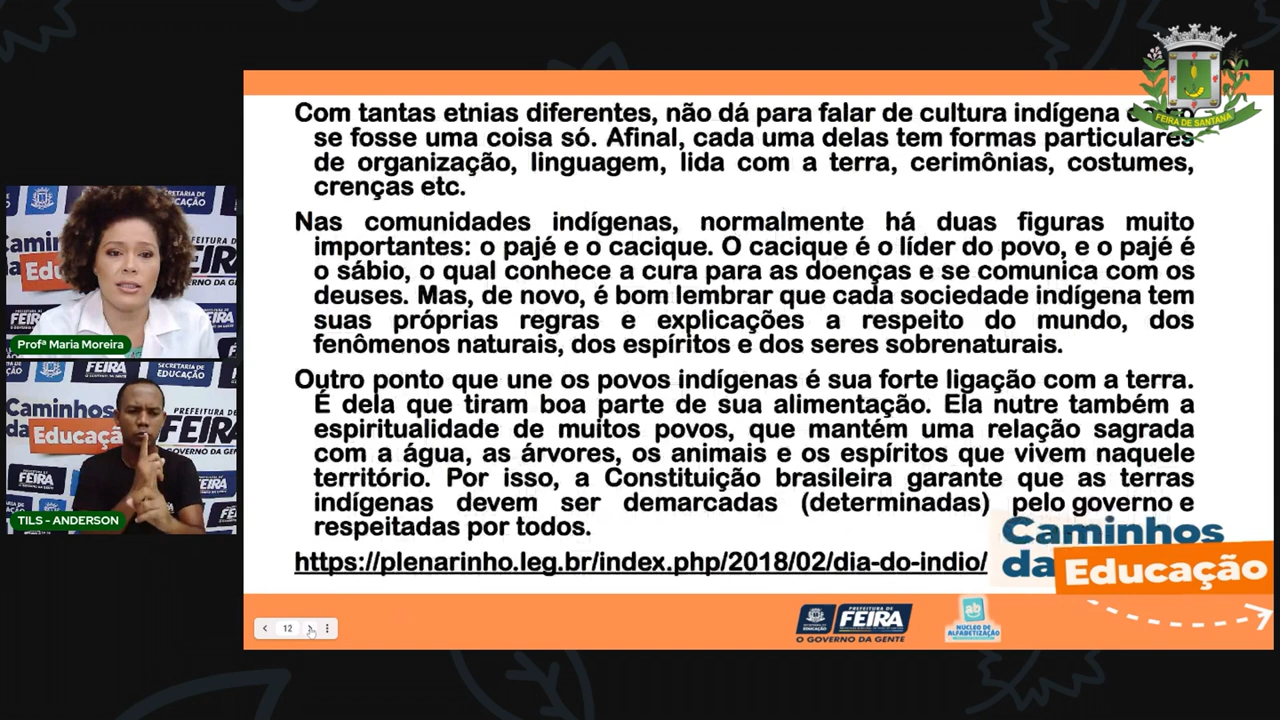 FEIRA DE SANTANA
Com tantas etnias diferentes, não dá para falar de cultura indígena
se fosse uma coisa só. Afinal, cada uma delas tem formas particulares
de organização, linguagem, lida com a terra, cerimônias, costumes,
crenças etc.
Nas comunidades indígenas, normalmente há duas figuras muito
importantes: o pajé e o cacique. O cacique é o líder do povo, e o pajé é
o sábio, o qual conhece a cura para as doenças e se comunica com os
deuses. Mas, de novo, é bom lembrar que cada sociedade indígena tem
suas próprias regras e explicações a respeito do mundo, dos
fenômenos naturais, dos espíritos e dos seres sobrenaturais.
Outro ponto que une os povos indígenas é sua forte ligação com a terra.
É dela que tiram boa parte de sua alimentação. Ela nutre também a
espiritualidade de muitos povos, que mantém uma relação sagrada
com a água, as árvores, os animais e os espíritos que vivem naquele
território. Por isso, a Constituição brasileira garante que as terras
indígenas devem ser demarcadas (determinadas) pelo governo e
respeitadas por todos.
https://plenarinho.leg.br/index.php/2018/02/dia-do-indio/
Caminhos
da Educação
12
PREFEITURA DE
FEIRA
O GOVERNO DA GENTE
ab
NÚCLEO DE
ALFABETIZAÇÃO
Profª Maria Moreira
FEIRA
SECRETARIA DE
EDUCAÇÃO
Caminhos
da Educaçã
PREFEITURA DE
FEIRA
TILS - ANDERSON